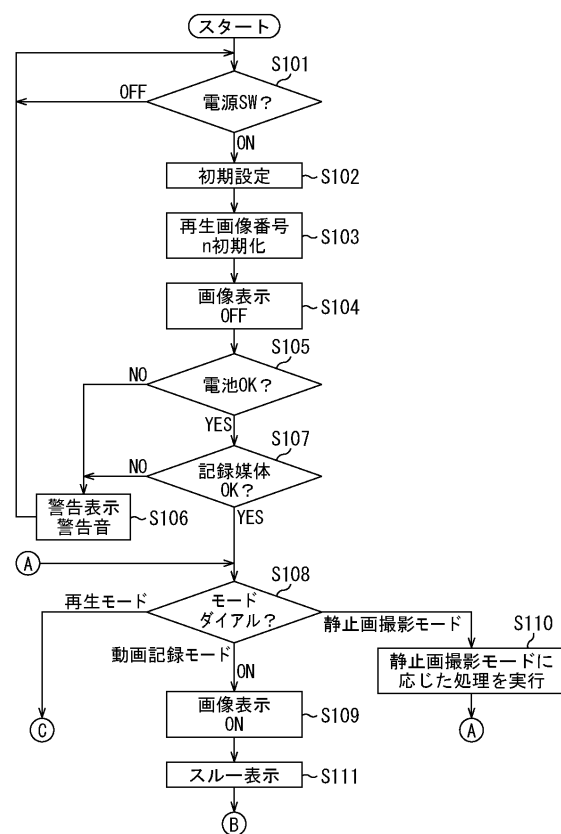 スタート
S101
電源SW?
OFF
ON
初期設定
S102
再生画像番号
n初期化
S103
画像表示
OFF
S104
S105
電池OK?
NO
YES
S107
記録媒体
OK?
NO
YES
警告表示
警告音
S106
A
S108
モード
ダイアル?
再生モード
静止画撮影モード
動画記録モード
ON
S110
静止画撮影モードに
応じた処理を実行
C
A
画像表示
ON
S109
スルー表示
S111
B